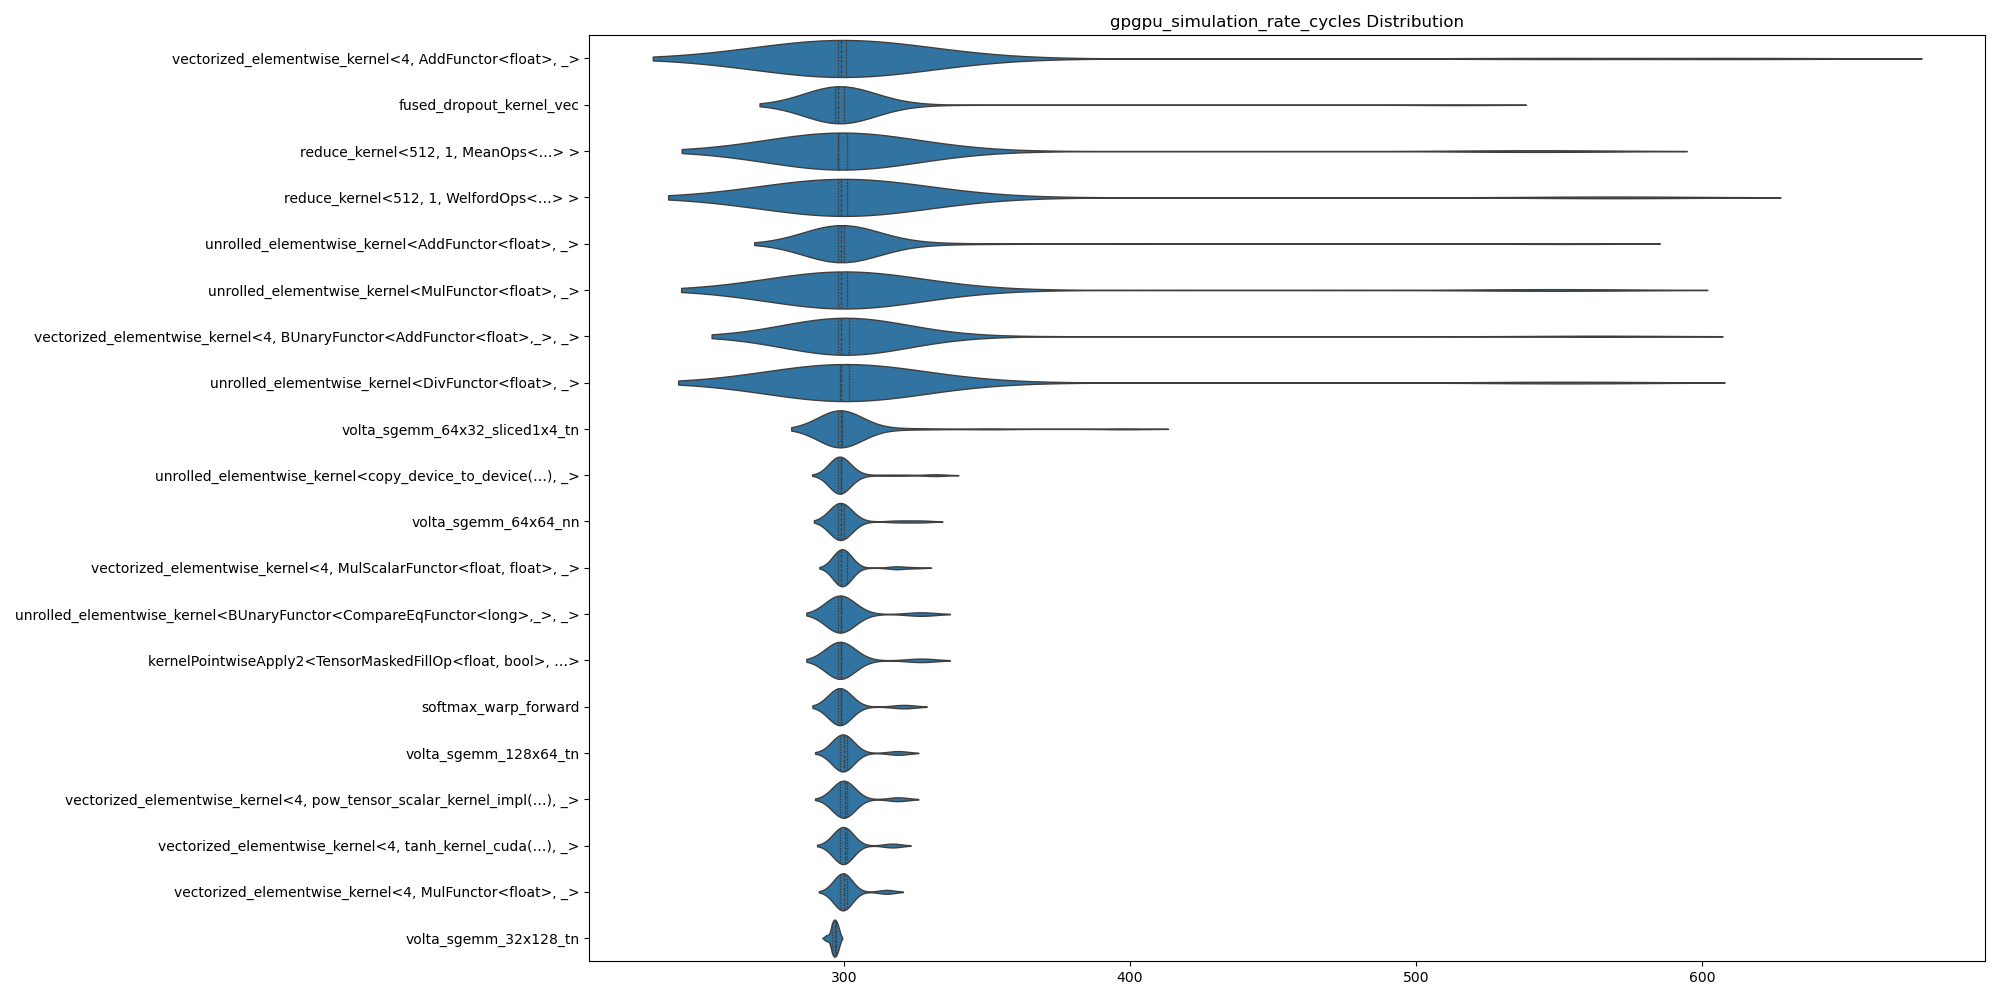 gpgpu_simulation_rate_cycles Distribution
vectorized_elementwise_kernel<4, AddFunctor<float>, _>
fused_dropout_kernel_vec
reduce_kernel<512, 1, MeanOps<...> >
reduce_kernel<512, 1, WelfordOps<...> >
unrolled_elementwise_kernel<AddFunctor<float>, _>
unrolled_elementwise_kernel<MulFunctor<float>, _>
vectorized_elementwise_kernel<4, BUnaryFunctor<AddFunctor<float>,_>, _>
unrolled_elementwise_kernel<DivFunctor<float>, _>
volta_sgemm_64x32_sliced1x4_tn
unrolled_elementwise_kernel<copy_device_to_device(...), _>
volta_sgemm_64x64_nn
vectorized_elementwise_kernel<4, MulScalarFunctor<float, float>, _>
unrolled_elementwise_kernel<BUnaryFunctor<CompareEqFunctor<long>,_>, _>
kernelPointwiseApply2<TensorMaskedFillOp<float, bool>, ...>
softmax_warp_forward
volta_sgemm_128x64_tn
vectorized_elementwise_kernel<4, pow_tensor_scalar_kernel_impl(...), _>
vectorized_elementwise_kernel<4, tanh_kernel_cuda(...), _>
vectorized_elementwise_kernel<4, MulFunctor<float>, _>
volta_sgemm_32x128_tn
300 400 500 600